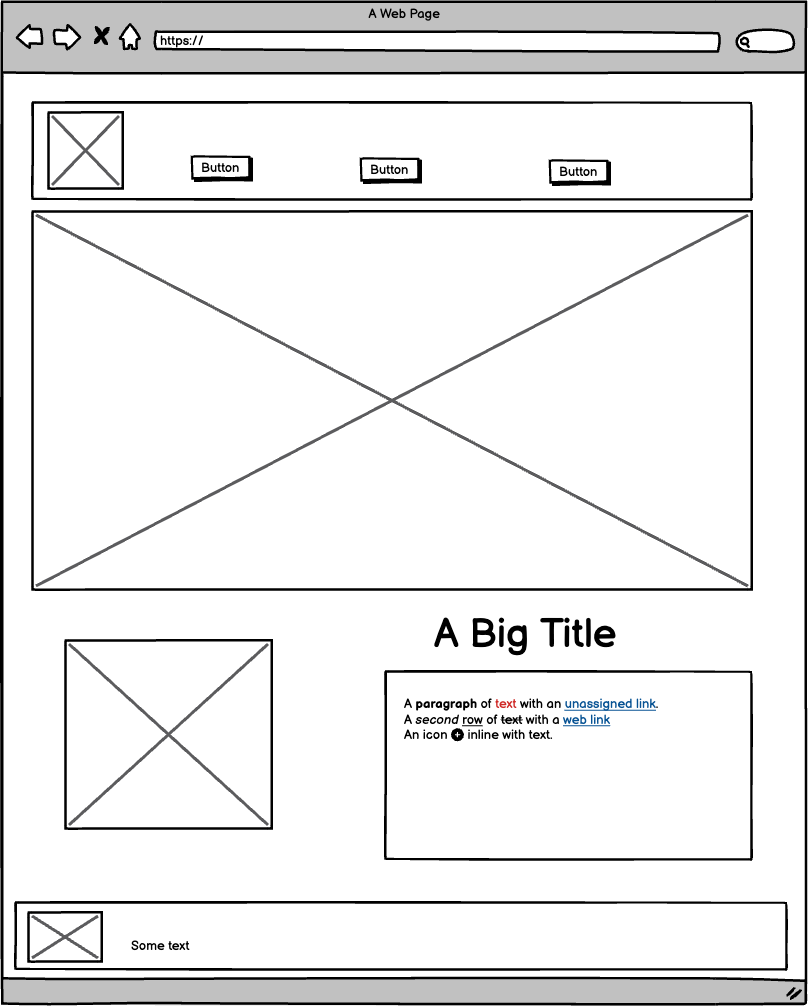 A Web Page
https://
Button
Button
Button
A Big Title
A paragraph of text with an unassigned link.
A second row of text with a web link
An icon inline with text.
Some text